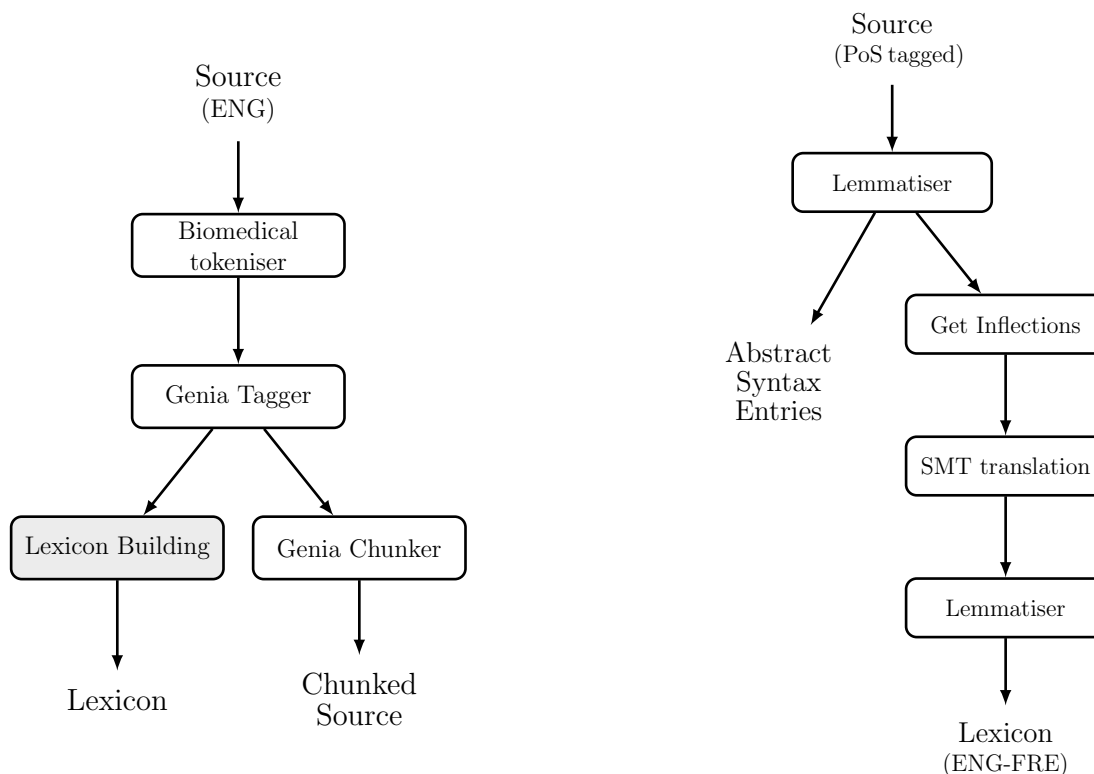 Source
(ENG)
Biomedical
tokeniser
Genia Tagger
Lexicon Building
Genia Chunker
Lexicon
Chunked
Source
Source
(PoS tagged)
Lemmatiser
Abstract
Syntax
Entries
Get Inflections
SMT translation
Lemmatiser
Lexicon
(ENG-FRE)